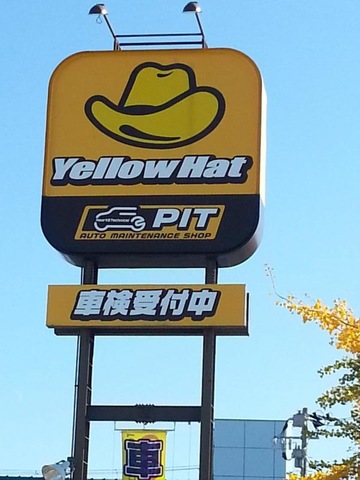 YellowHat
PIT
AUTO MAINTENANCE SHOP
車検受付中
車